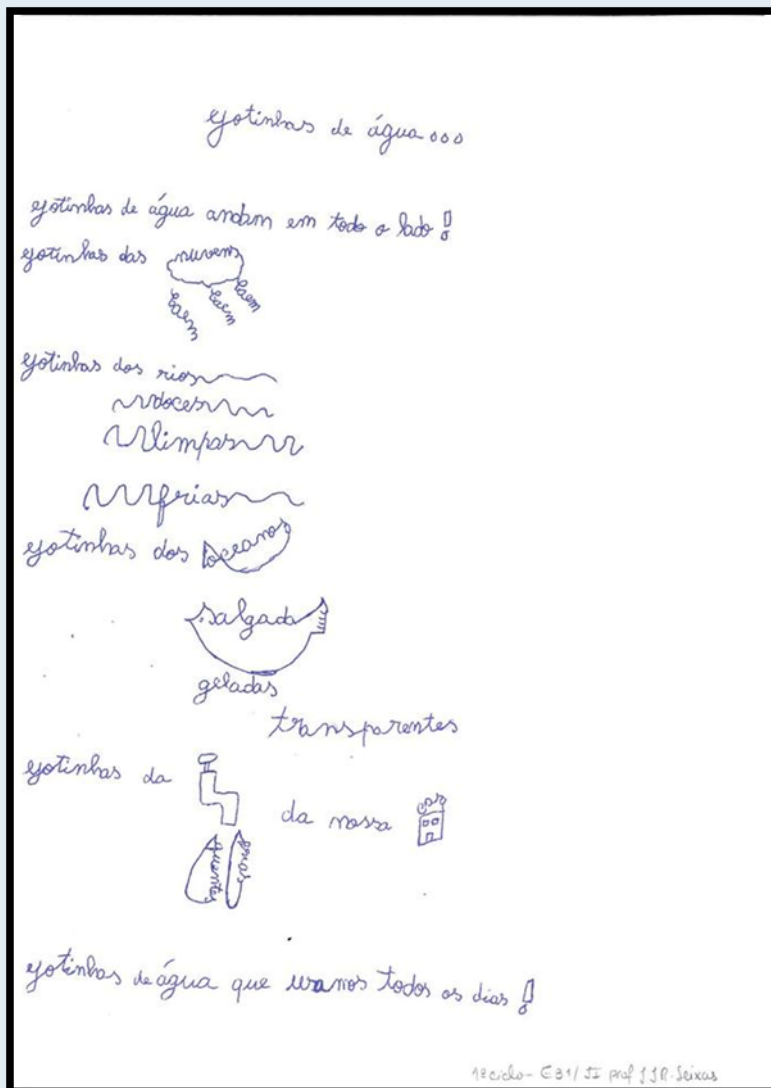 Gotinhas de água...
Gotinhas de água andam em todo o lado!
Gotinhas das nuvens
caem
caem
caem
Gotinhas dos rios
doces
limpas
frias
Gotinhas dos oceanos
salgada
geladas
transparentes
Gotinhas da
da nossa casa
quentes
frias
Gotinhas de água que usamos todos os dias!
1º ciclo - EB1/JI prof J.J.R. Seixas